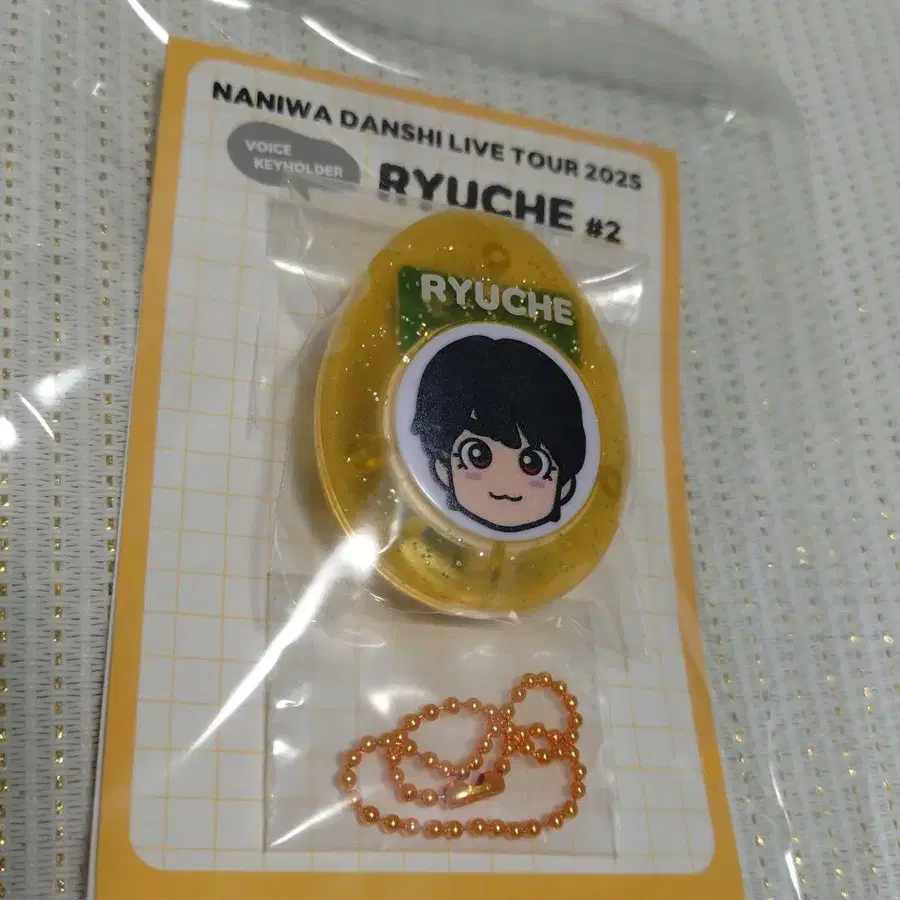 NANIWA DANSHI LIVE TOUR 2025
VOICE
KEYHOLDER
RYUCHE #2
RYUCHE